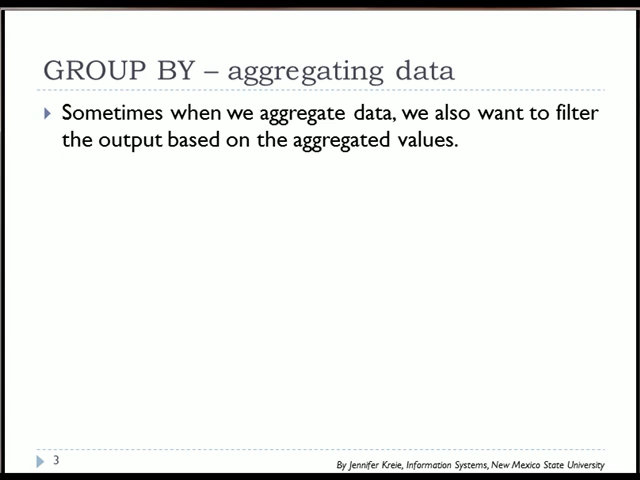 GROUP BY – aggregating data
Sometimes when we aggregate data, we also want to filter
the output based on the aggregated values.
3
By Jennifer Kreie, Information Systems, New Mexico State University